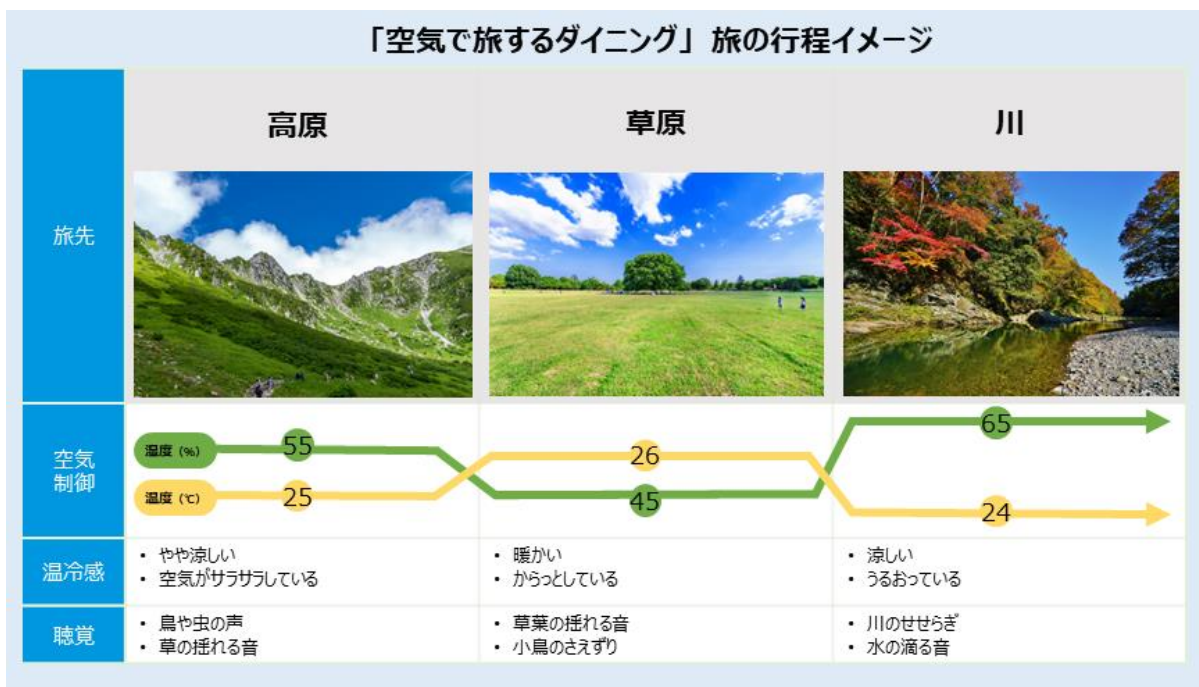 「空気で旅するダイニング」旅の行程イメージ
旅先
高原
草原
川
空気
制御
湿度（%）
55
45
65
温度（℃）
25
26
24
温冷感
・ やや涼しい
・ 空気がサラサラしている
・ 暖かい
・ からっとしている
・ 涼しい
・ うるおっている
聴覚
・ 鳥や虫の声
・ 草の揺れる音
・ 草葉の揺れる音
・ 小鳥のさえずり
・ 川のせせらぎ
・ 水の滴る音